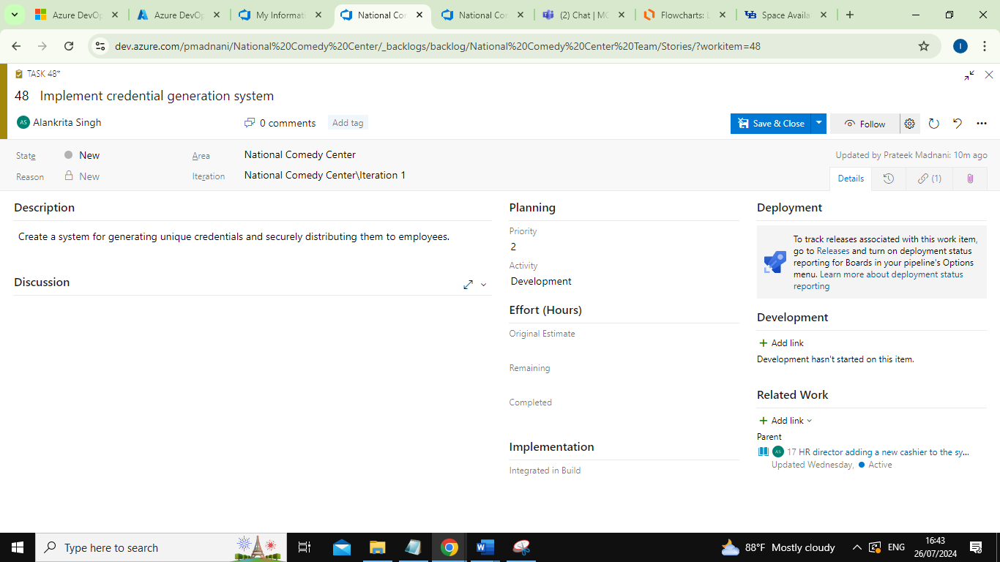 Azure DevOp
Azure DevOp
My Informati
National Cor
National Cor
(2) Chat | MC
Flowcharts: L
Space Availa
dev.azure.com/pmadnani/National%20Comedy%20Center/_backlogs/backlog/National%20Comedy%20Center%20Team/Stories/?workitem=48
I
TASK 48*
48 Implement credential generation system
AS Alankrita Singh
0 comments
Add tag
Save & Close
Follow
State
New
Area
National Comedy Center
Updated by Prateek Madnani: 10m ago
Reason
New
Iteration
National Comedy Center\Iteration 1
Details
(1)
Description
Create a system for generating unique credentials and securely distributing them to employees.
Discussion
Planning
Priority
2
Activity
Development
Effort (Hours)
Original Estimate
Remaining
Completed
Implementation
Integrated in Build
Deployment
To track releases associated with this work item,
go to Releases and turn on deployment status
reporting for Boards in your pipeline's Options
menu. Learn more about deployment status
reporting
Development
Add link
Development hasn't started on this item.
Related Work
Add link
Parent
AS 17 HR director adding a new cashier to the sy...
Updated Wednesday, Active
Type here to search
88°F Mostly cloudy
ENG
16:43
26/07/2024